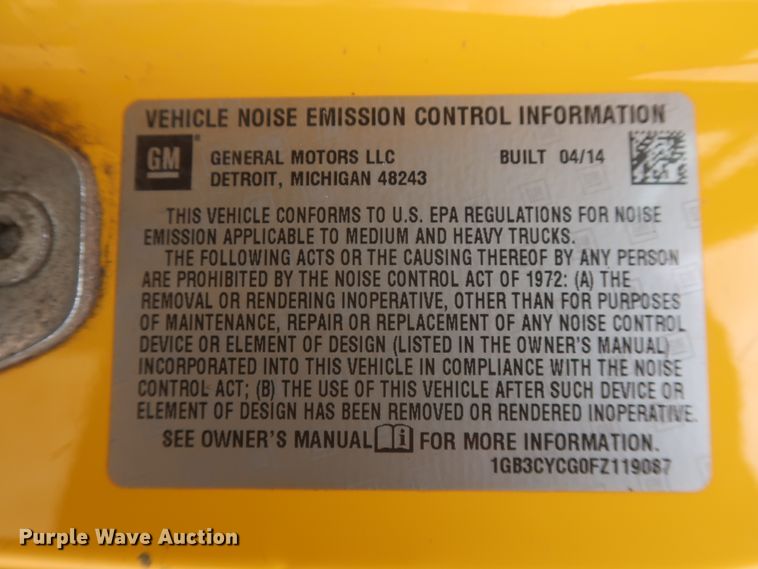 VEHICLE NOISE EMISSION CONTROL INFORMATION
GM
GENERAL MOTORS LLC BUILT 04/14
DETROIT, MICHIGAN 48243
THIS VEHICLE CONFORMS TO U.S. EPA REGULATIONS FOR NOISE
EMISSION APPLICABLE TO MEDIUM AND HEAVY TRUCKS.
THE FOLLOWING ACTS OR THE CAUSING THEREOF BY ANY PERSON
ARE PROHIBITED BY THE NOISE CONTROL ACT OF 1972: (A) THE
REMOVAL OR RENDERING INOPERATIVE, OTHER THAN FOR PURPOSES
OF MAINTENANCE, REPAIR OR REPLACEMENT OF ANY NOISE CONTROL
DEVICE OR ELEMENT OF DESIGN (LISTED IN THE OWNER'S MANUAL)
INCORPORATED INTO THIS VEHICLE IN COMPLIANCE WITH THE NOISE
CONTROL ACT; (B) THE USE OF THIS VEHICLE AFTER SUCH DEVICE OR
ELEMENT OF DESIGN HAS BEEN REMOVED OR RENDERED INOPERATIVE.
SEE OWNER'S MANUAL FOR MORE INFORMATION.
1GB3CYCG0FZ119087
Purple Wave Auction